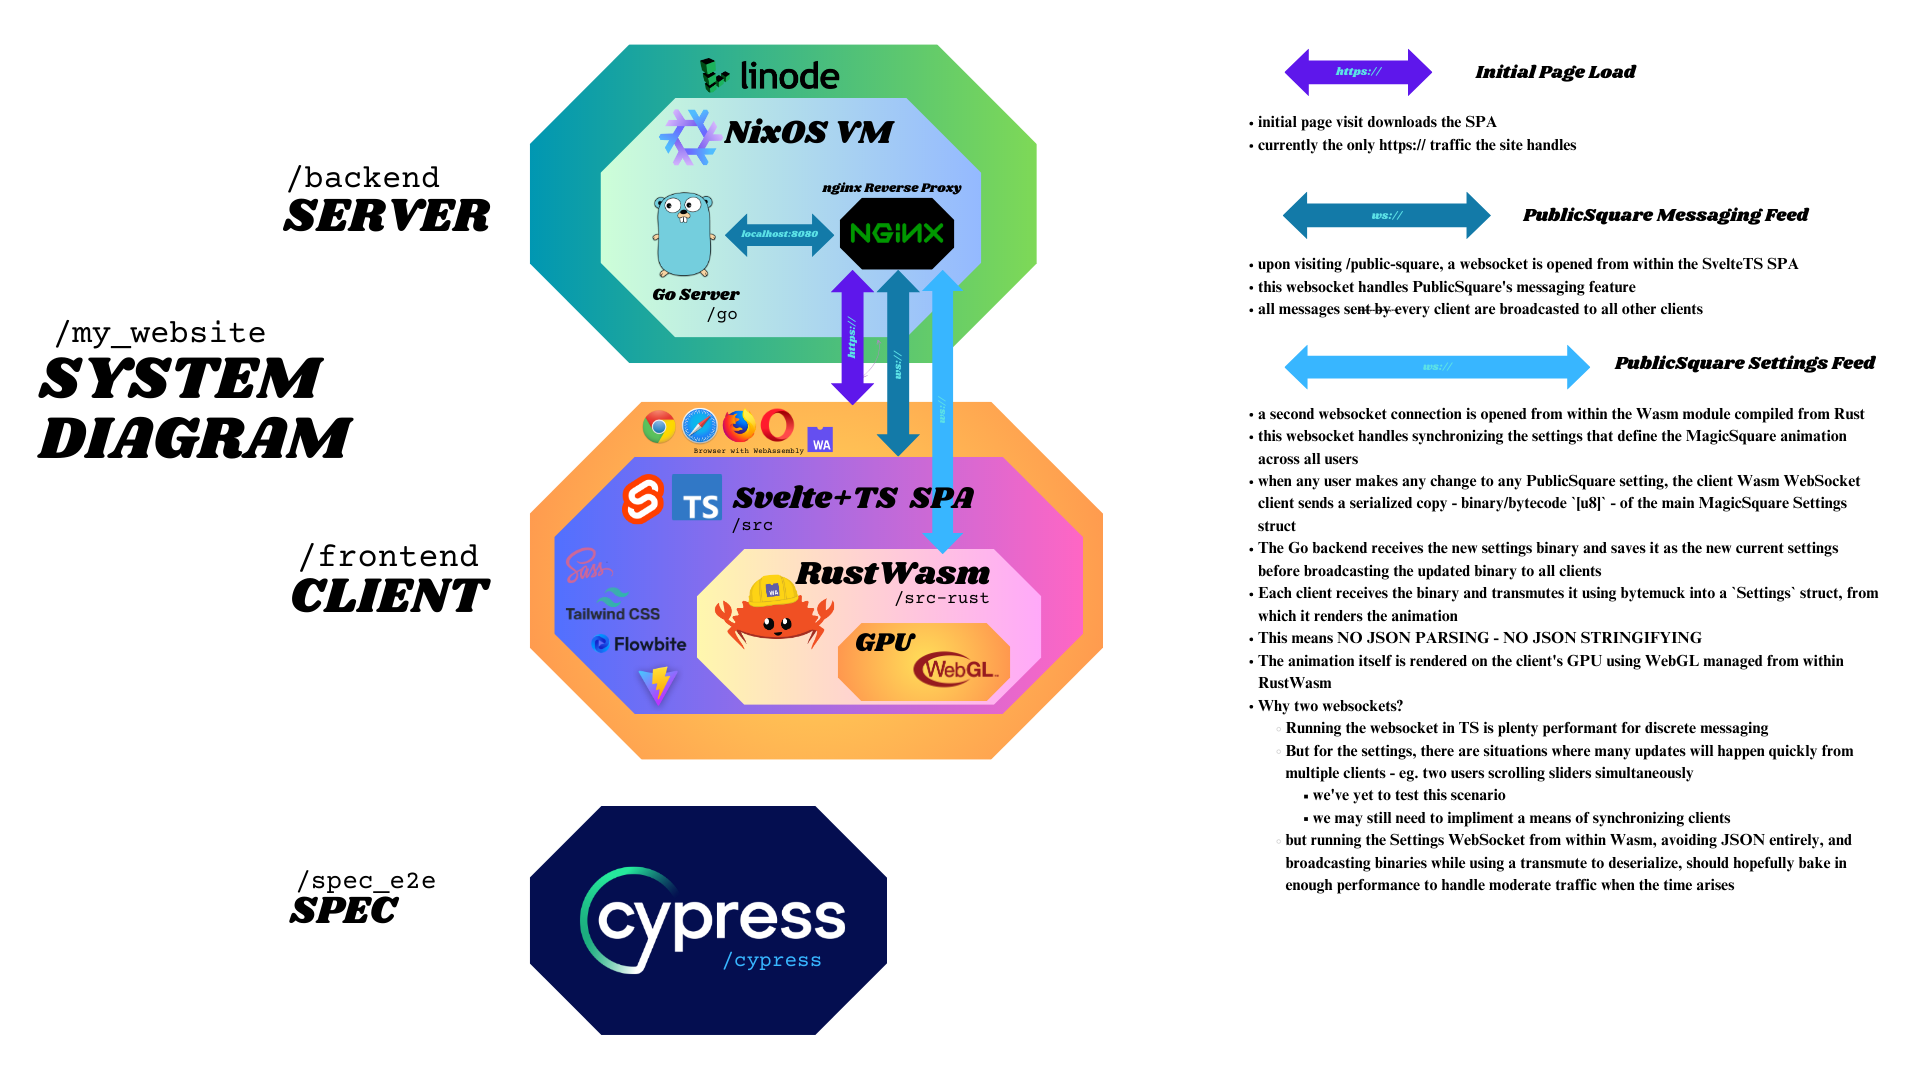 /my_website
SYSTEM
DIAGRAM
/backend
SERVER
linode
NixOS VM
nginx Reverse Proxy
NGINX
localhost:8080
Go Server
/go
https://
ws://
ws://
/frontend
CLIENT
WA
Browser with WebAssembly
TS
Svelte+TS SPA
/src
Sass
Tailwind CSS
Flowbite
RustWasm
/src-rust
WA
GPU
WebGL
/spec_e2e
SPEC
cypress
/cypress
https://
Initial Page Load
• initial page visit downloads the SPA
• currently the only https:// traffic the site handles
ws://
PublicSquare Messaging Feed
• upon visiting /public-square, a websocket is opened from within the SvelteTS SPA
• this websocket handles PublicSquare's messaging feature
• all messages sent by every client are broadcasted to all other clients
ws://
PublicSquare Settings Feed
• a second websocket connection is opened from within the Wasm module compiled from Rust
• this websocket handles synchronizing the settings that define the MagicSquare animation
across all users
• when any user makes any change to any PublicSquare setting, the client Wasm WebSocket
client sends a serialized copy - binary/bytecode `[u8]` - of the main MagicSquare Settings
struct
• The Go backend receives the new settings binary and saves it as the new current settings
before broadcasting the updated binary to all clients
• Each client receives the binary and transmutes it using bytemuck into a `Settings` struct, from
which it renders the animation
• This means NO JSON PARSING - NO JSON STRINGIFYING
• The animation itself is rendered on the client's GPU using WebGL managed from within
RustWasm
• Why two websockets?
◦ Running the websocket in TS is plenty performant for discrete messaging
◦ But for the settings, there are situations where many updates will happen quickly from
multiple clients - eg. two users scrolling sliders simultaneously
▪ we've yet to test this scenario
▪ we may still need to impliment a means of synchronizing clients
◦ but running the Settings WebSocket from within Wasm, avoiding JSON entirely, and
broadcasting binaries while using a transmute to deserialize, should hopefully bake in
enough performance to handle moderate traffic when the time arises